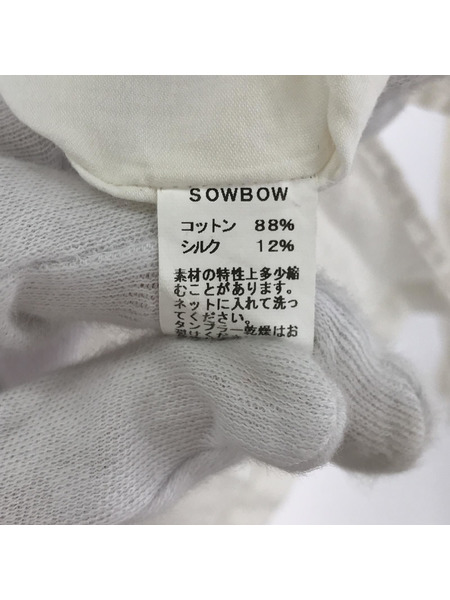 SOWBOW
コットン 88%
シルク 12%
素材の特性上多少縮
むことがあります。
ネットに入れて洗っ
てください。
タンブラー乾燥はお